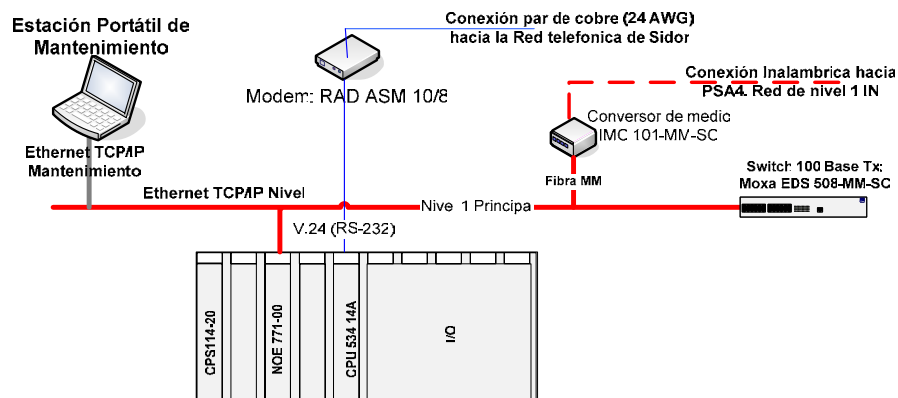 Estación Portátil de
Mantenimiento
Conexión par de cobre (24 AWG)
hacia la Red telefonica de Sidor
Modem: RAD ASM 10/8
Conexión Inalambrica hacia
PSA4. Red de nivel 1 IN
Conversor de medio
IMC 101-MM-SC
Ethernet TCP/IP
Mantenimiento
Fibra MM
Switch 100 Base Tx:
Moxa EDS 508-MM-SC
Ethernet TCP/IP Nivel
Nive 1 Principa
V.24 (RS-232)
CPS114-20
NOE 771-00
CPU 534 14A
I/O